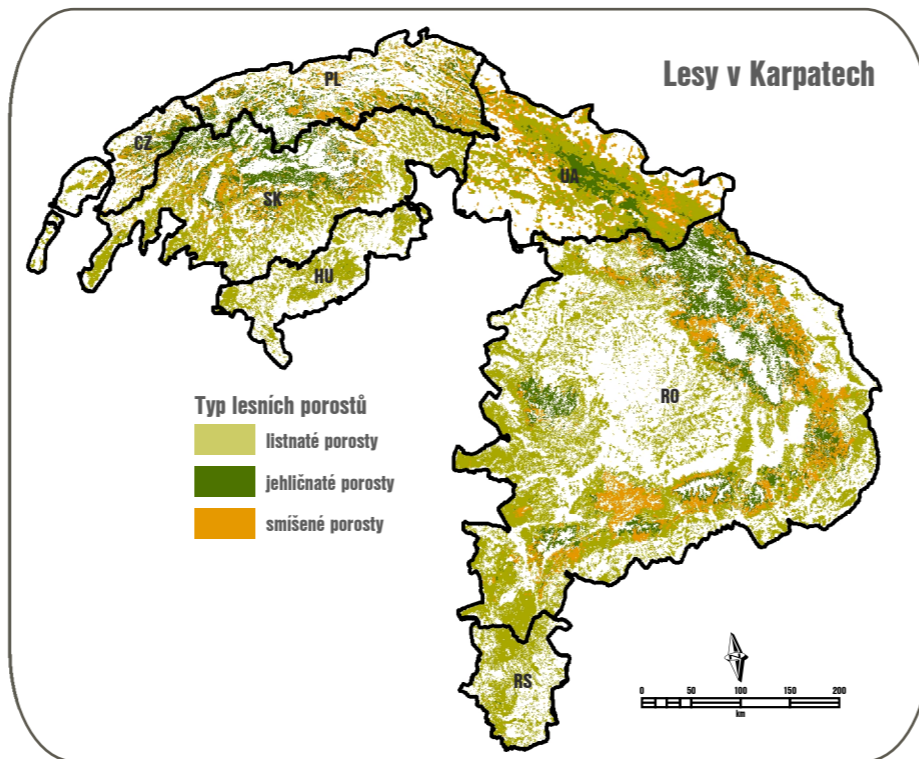 Lesy v Karpatech
PL
CZ
UA
SK
HU
RO
Typ lesních porostů
listnaté porosty
jehličnaté porosty
smíšené porosty
RS
0 50 100 150 200
km